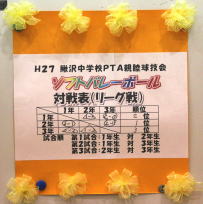 H27 鰍沢中学校PTA親睦球技会
ソフトバレーボール
対戦表(リーグ戦)
1年 2年 3年 順位
1年 位
2年 位
3年 位
試合順 第1試合:1年生 対 2年生
第2試合:1年生 対 3年生
第3試合:2年生 対 3年生